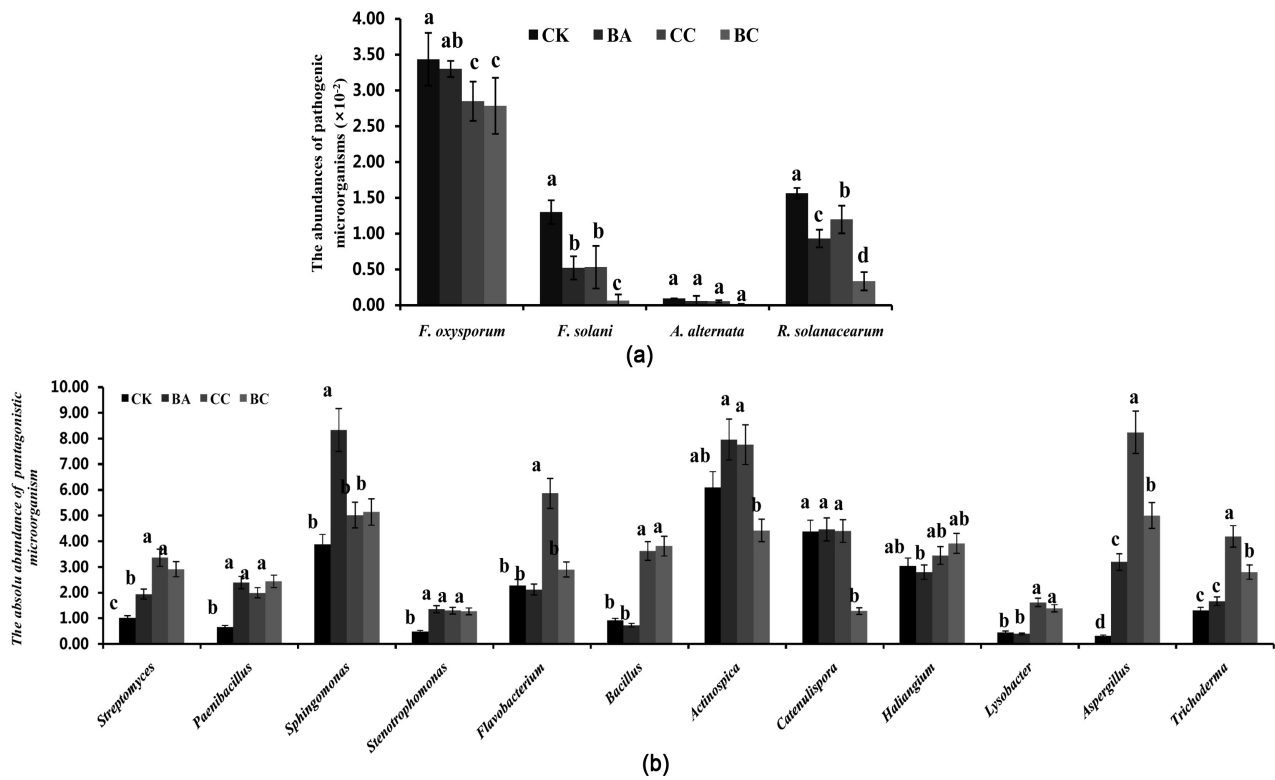 The abundances of pathogenic
microorganisms (×10⁻²)
4.00
3.50
3.00
2.50
2.00
1.50
1.00
0.50
0.00
CK BA CC BC
a ab c c
a b b c
a a a a
a c b d
F. oxysporum F. solani A. alternata R. solanacearum
(a)
The absolu abundance of pantagonistic
microorganism
10.00
9.00
8.00
7.00
6.00
5.00
4.00
3.00
2.00
1.00
0.00
CK BA CC BC
c b a a
b a a a
b a b b
b a a a
b b a b
b b a a
ab a a b
a a a b
ab b ab ab
b b a a
d c a b
c c a b
Streptomyces Paenibacillus Sphingomonas Stenotrophomonas Flavobacterium Bacillus Actinospica Catenulispora Haliangium Lysobacter Aspergillus Trichoderma
(b)